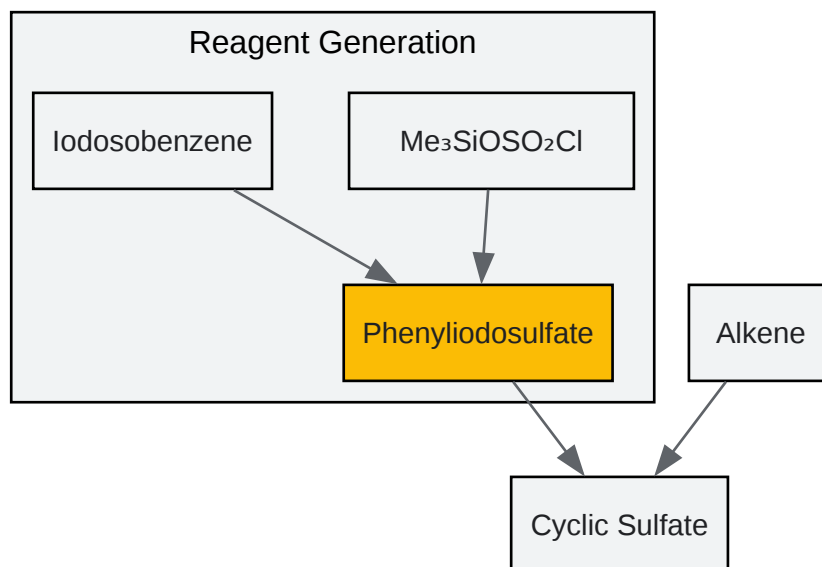 Reagent Generation
Iodosobenzene
Me₃SiOSO₂Cl
Phenyliodosulfate
Alkene
Cyclic Sulfate